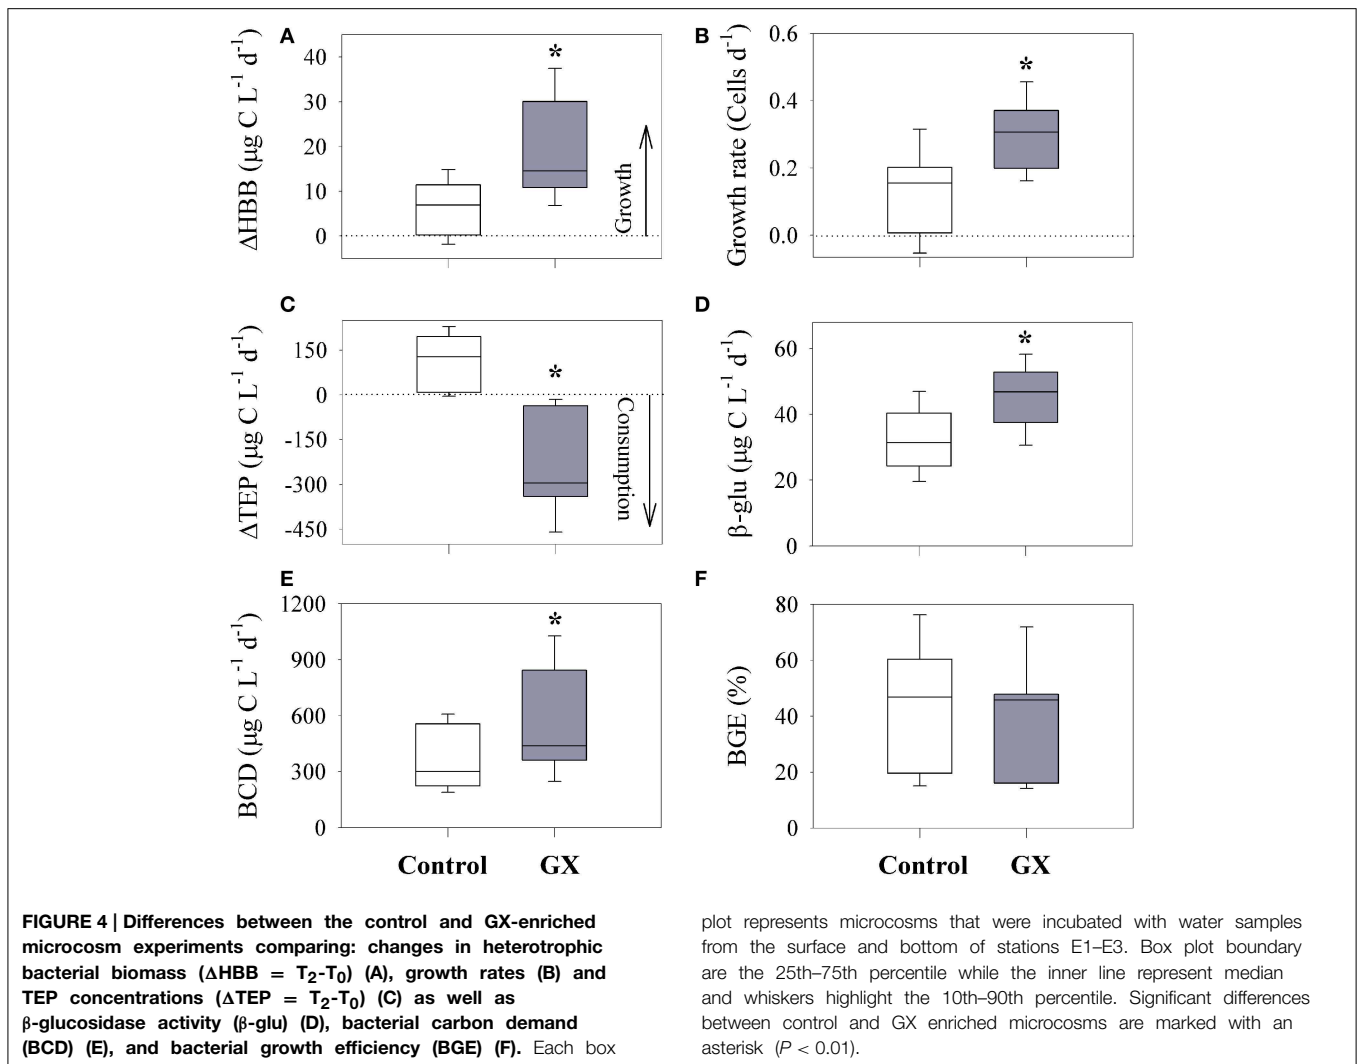 A
ΔHBB (µg C L⁻¹ d⁻¹)
40
30
20
10
0
*
Growth
B
Growth rate (Cells d⁻¹)
0.6
0.4
0.2
0.0
*
C
ΔTEP (µg C L⁻¹ d⁻¹)
150
0
-150
-300
-450
*
Consumption
D
β-glu (µg C L⁻¹ d⁻¹)
60
40
20
0
*
E
BCD (µg C L⁻¹ d⁻¹)
1200
900
600
300
0
*
Control GX
F
BGE (%)
80
60
40
20
0
Control GX
FIGURE 4 | Differences between the control and GX-enriched
microcosm experiments comparing: changes in heterotrophic
bacterial biomass (ΔHBB = T₂-T₀) (A), growth rates (B) and
TEP concentrations (ΔTEP = T₂-T₀) (C) as well as
β-glucosidase activity (β-glu) (D), bacterial carbon demand
(BCD) (E), and bacterial growth efficiency (BGE) (F). Each box
plot represents microcosms that were incubated with water samples
from the surface and bottom of stations E1–E3. Box plot boundary
are the 25th–75th percentile while the inner line represent median
and whiskers highlight the 10th–90th percentile. Significant differences
between control and GX enriched microcosms are marked with an
asterisk (P < 0.01).